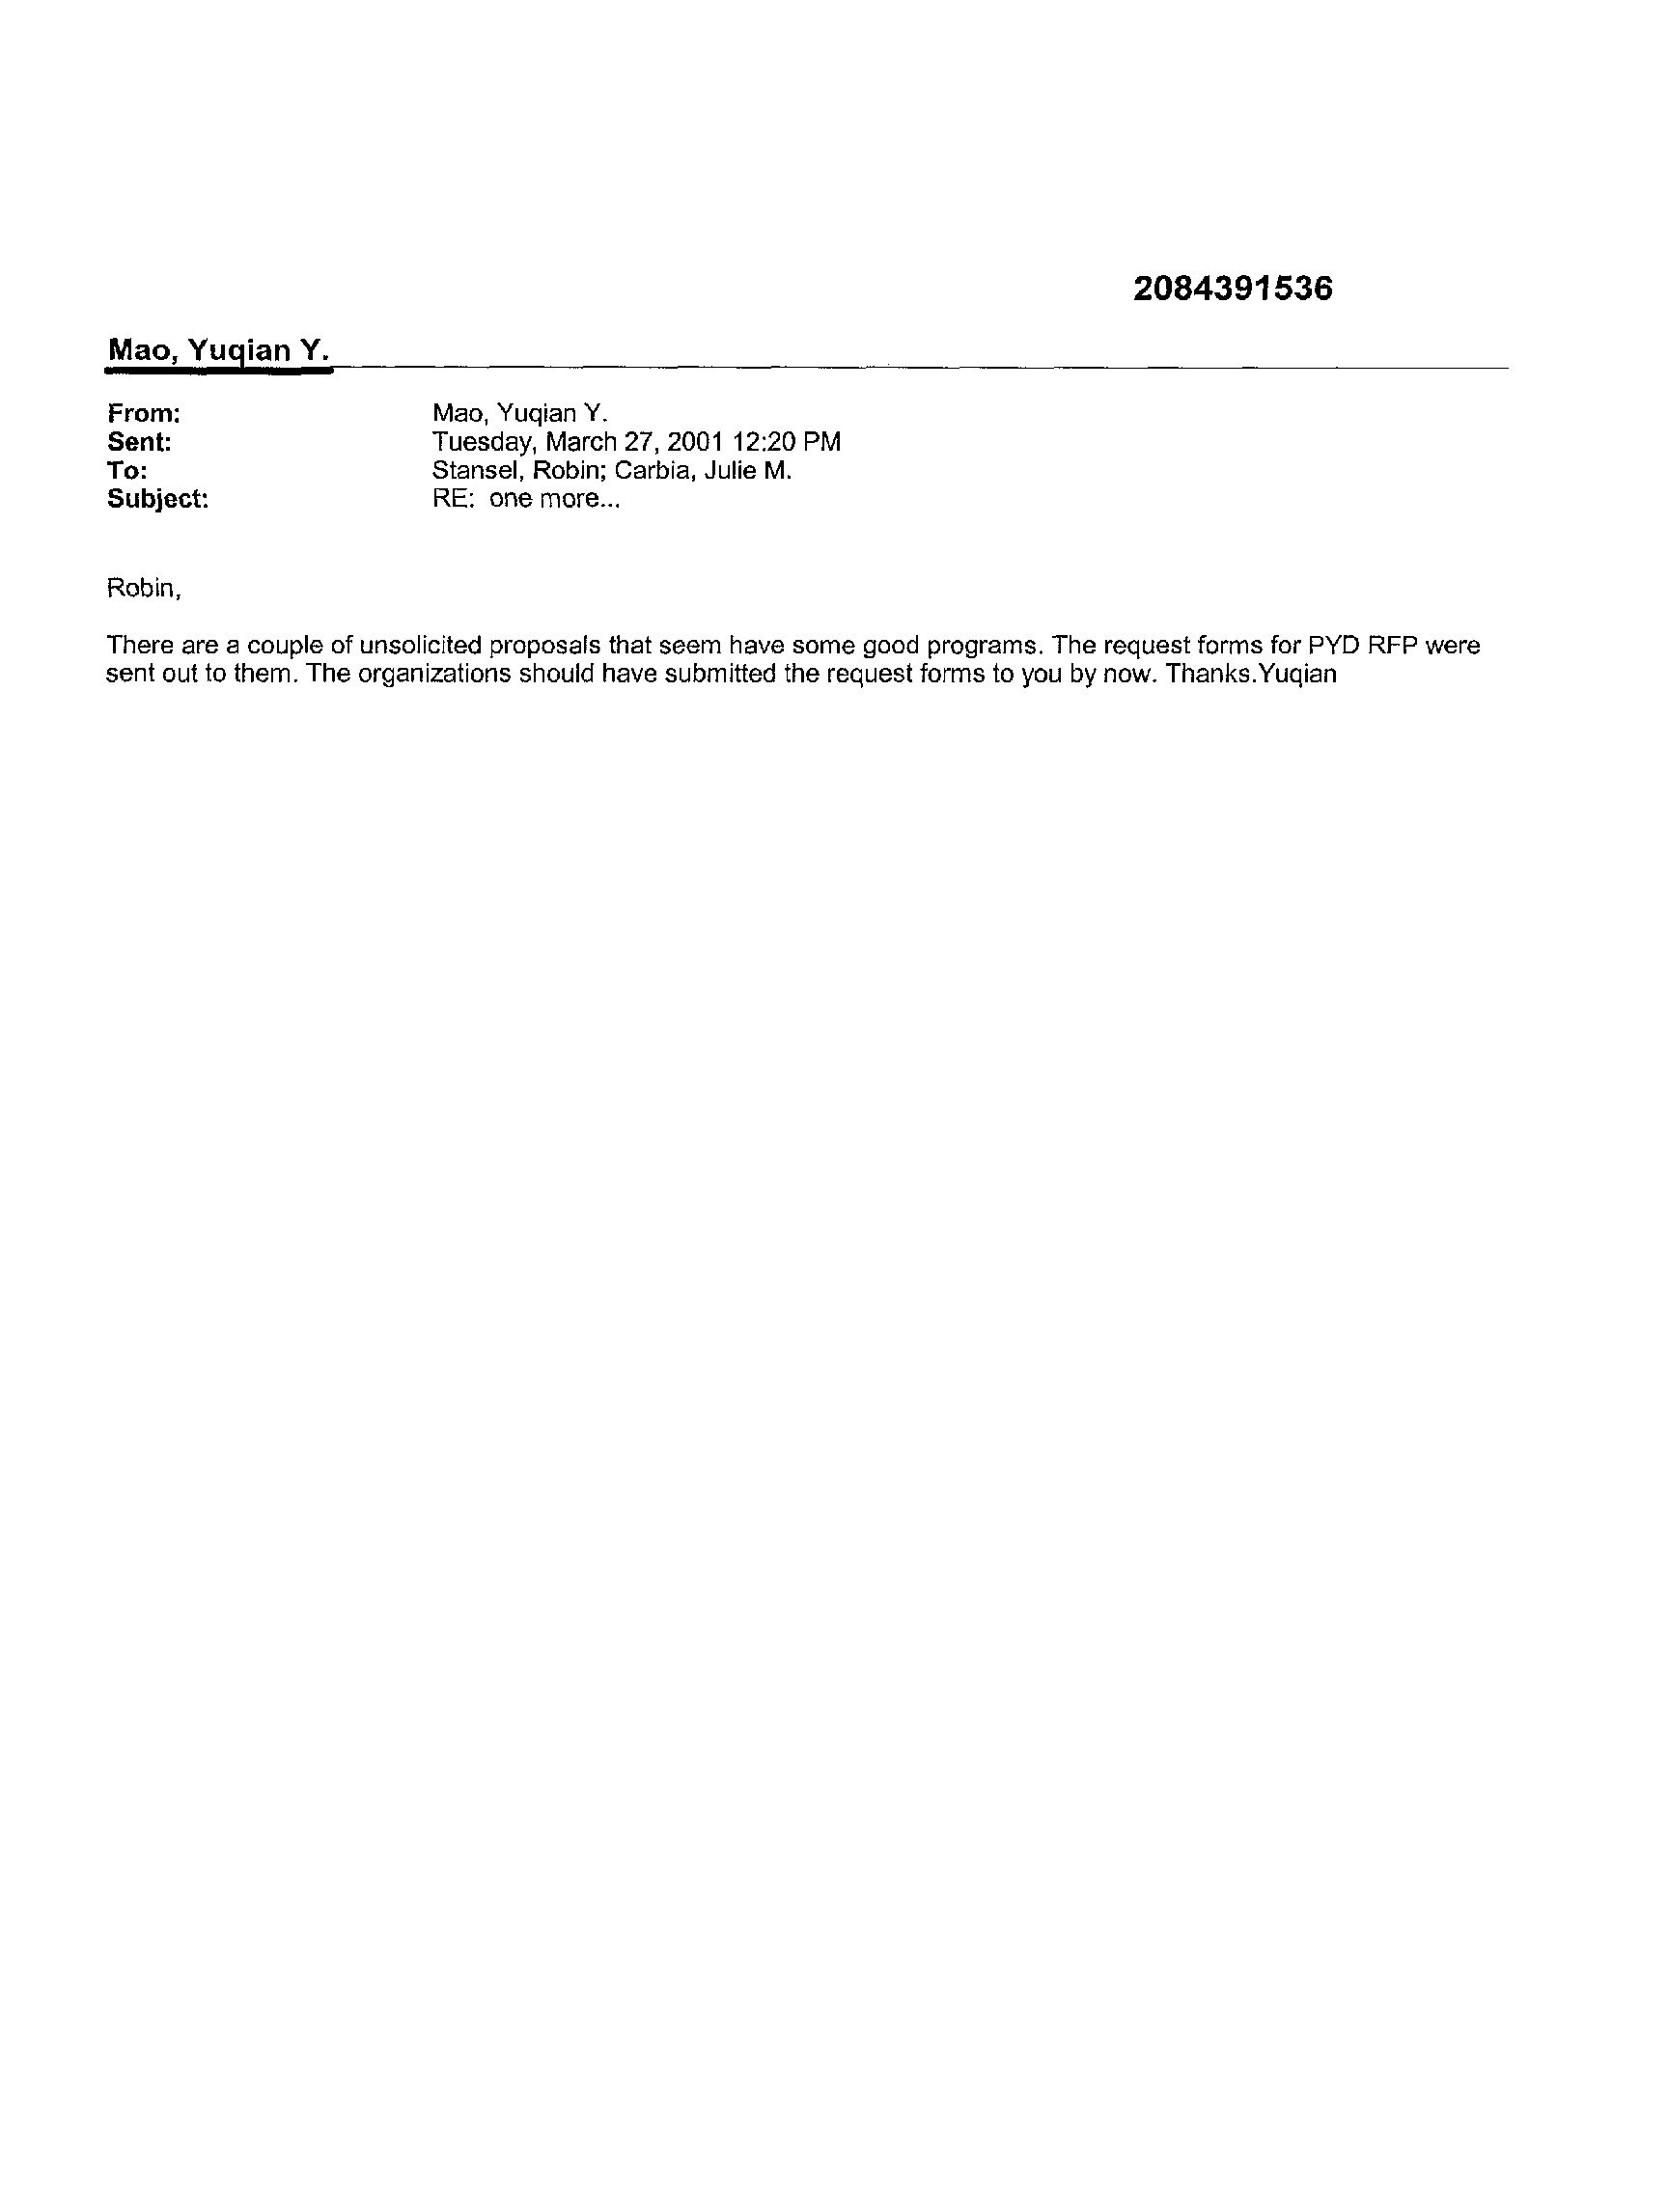 2084391536
Mao, Yuqian Y.
From: Mao, Yuqian Y.
Sent: Tuesday, March 27, 2001 12:20 PM
To: Stansel, Robin; Carbia, Julie M.
Subject: RE: one more...
Robin,
There are a couple of unsolicited proposals that seem have some good programs. The request forms for PYD RFP were
sent out to them. The organizations should have submitted the request forms to you by now. Thanks.Yuqian